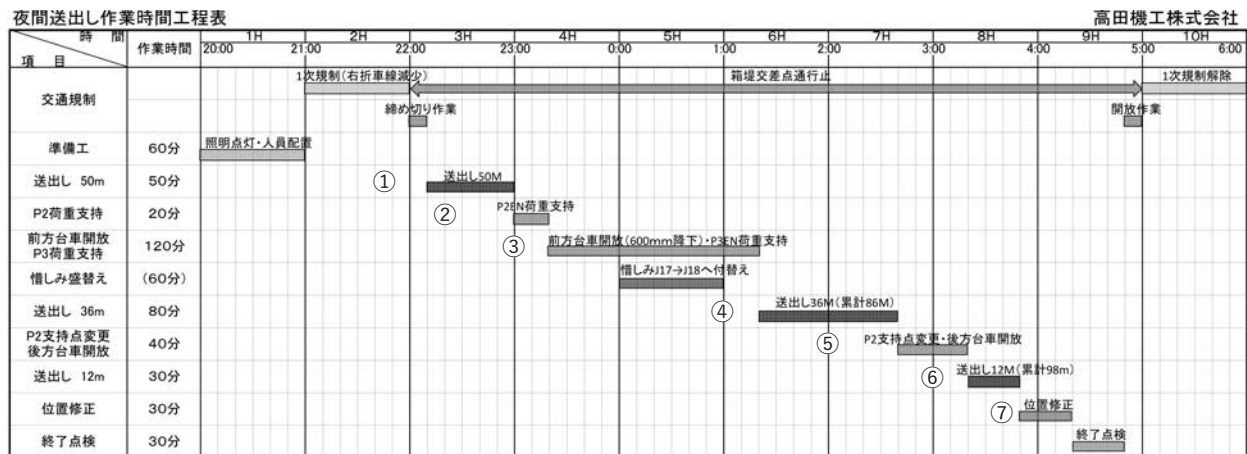 夜間送出し作業時間工程表 高田機工株式会社
時 間 作業時間 1H 2H 3H 4H 5H 6H 7H 8H 9H 10H
項 目 20:00 21:00 22:00 23:00 0:00 1:00 2:00 3:00 4:00 5:00 6:00
交通規制 1次規制(右折車線減少) 箱堤交差点通行止 1次規制解除
締め切り作業 開放作業
準備工 60分 照明点灯・人員配置
送出し 50m 50分 ① 送出し50M
P2荷重支持 20分 ② P2EN荷重支持
前方台車開放
P3荷重支持 120分 ③ 前方台車開放(600mm降下)・P3EN荷重支持
惜しみ盛替え (60分) 惜しみJ17→J18へ付替え
送出し 36m 80分 ④ 送出し36M(累計86M)
P2支持点変更
後方台車開放 40分 ⑤ P2支持点変更・後方台車開放
送出し 12m 30分 ⑥ 送出し12M(累計98m)
位置修正 30分 ⑦ 位置修正
終了点検 30分 終了点検